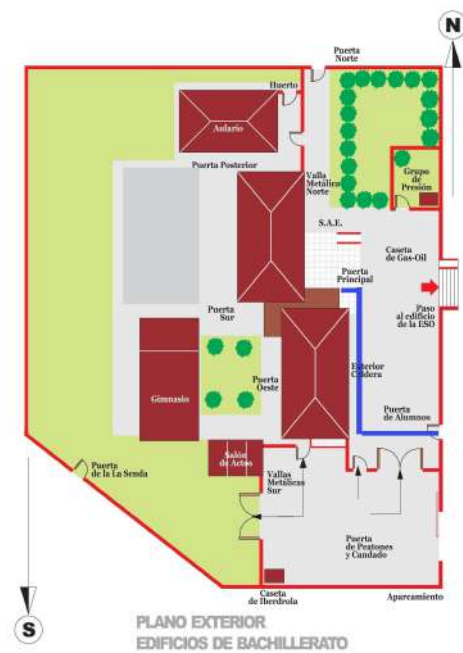 N
Puerta
Norte
Huerto
Aulario
Grupo
de
Presión
Puerta Posterior
Valla
Metálica
Norte
S.A.E.
Caseta
de Gas-Oil
Puerta
Principal
Paso
al edificio
de la ESO
Puerta
Sur
Exterior
Caldera
Puerta
Oeste
Gimnasio
Puerta
de Alumnos
Salón
de Actos
Puerta
de la La Senda
Vallas
Metálicas
Sur
Puerta
de Peatones
y Candado
Caseta
de Iberdrola
Aparcamiento
S
PLANO EXTERIOR
EDIFICIOS DE BACHILLERATO